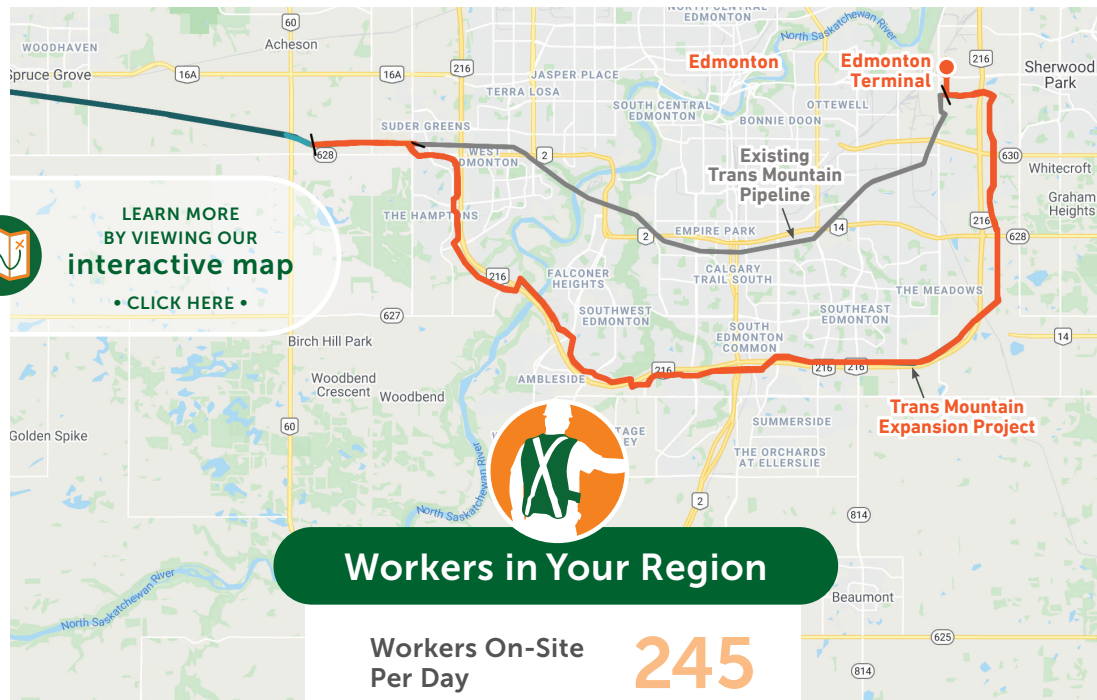 NORTH CENTRAL
EDMONTON
North Saskatchewan River
60
WOODHAVEN
Acheson
216
216
Edmonton
Edmonton
Terminal
Sherwood
Park
Spruce Grove
16A
16A
JASPER PLACE
TERRA LOSA
SOUTH CENTRAL
EDMONTON
OTTEWELL
BONNIE DOON
SUDER GREENS
628
WEST
EDMONTON
2
Existing
Trans Mountain
Pipeline
630
Whitecroft
Graham
Heights
LEARN MORE
BY VIEWING OUR
interactive map
• CLICK HERE •
THE HAMPTONS
216
2
EMPIRE PARK
14
628
216
FALCONER
HEIGHTS
CALGARY
TRAIL SOUTH
THE MEADOWS
627
SOUTHWEST
EDMONTON
SOUTH
EDMONTON
COMMON
SOUTHEAST
EDMONTON
14
Birch Hill Park
Woodbend
Crescent
Woodbend
AMBLESIDE
216
216
216
Trans Mountain
Expansion Project
60
Golden Spike
SUMMERSIDE
THE ORCHARDS
AT ELLERSLIE
North Saskatchewan River
2
814
North Saskatchewan River
Workers in Your Region
Beaumont
625
Workers On-Site
Per Day
245
814